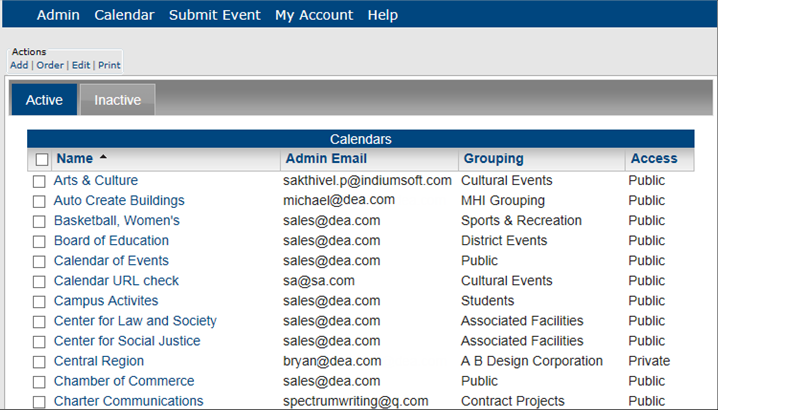 Admin Calendar Submit Event My Account Help
Actions
Add | Order | Edit | Print
Active Inactive
Calendars
Name Admin Email Grouping Access
Arts & Culture sakthivel.p@indiumsoft.com Cultural Events Public
Auto Create Buildings michael@dea.com MHI Grouping Public
Basketball, Women's sales@dea.com Sports & Recreation Public
Board of Education sales@dea.com District Events Public
Calendar of Events sales@dea.com Public Public
Calendar URL check sa@sa.com Cultural Events Public
Campus Activites sales@dea.com Students Public
Center for Law and Society sales@dea.com Associated Facilities Public
Center for Social Justice sales@dea.com Associated Facilities Public
Central Region bryan@dea.com A B Design Corporation Private
Chamber of Commerce sales@dea.com Public Public
Charter Communications spectrumwriting@q.com Contract Projects Public